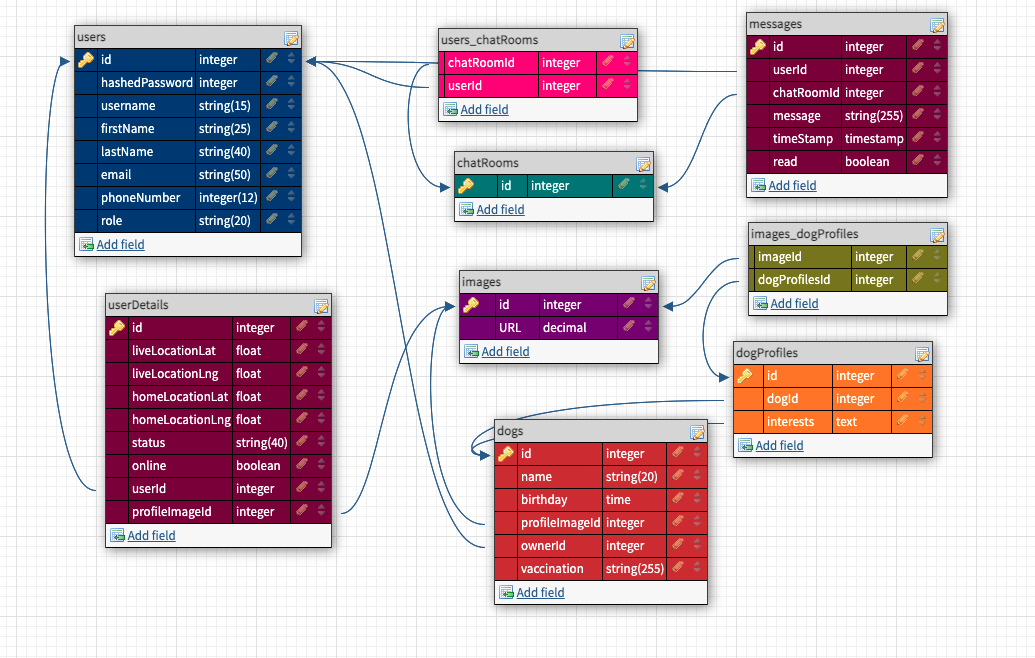 users
id integer
hashedPassword integer
username string(15)
firstName string(25)
lastName string(40)
email string(50)
phoneNumber integer(12)
role string(20)
Add field
users_chatRooms
chatRoomId integer
userId integer
Add field
messages
id integer
userId integer
chatRoomId integer
message string(255)
timeStamp timestamp
read boolean
Add field
chatRooms
id integer
Add field
images_dogProfiles
imageId integer
dogProfilesId integer
Add field
images
id integer
URL decimal
Add field
userDetails
id integer
liveLocationLat float
liveLocationLng float
homeLocationLat float
homeLocationLng float
status string(40)
online boolean
userId integer
profileImageId integer
Add field
dogProfiles
id integer
dogId integer
interests text
Add field
dogs
id integer
name string(20)
birthday time
profileImageId integer
ownerId integer
vaccination string(255)
Add field